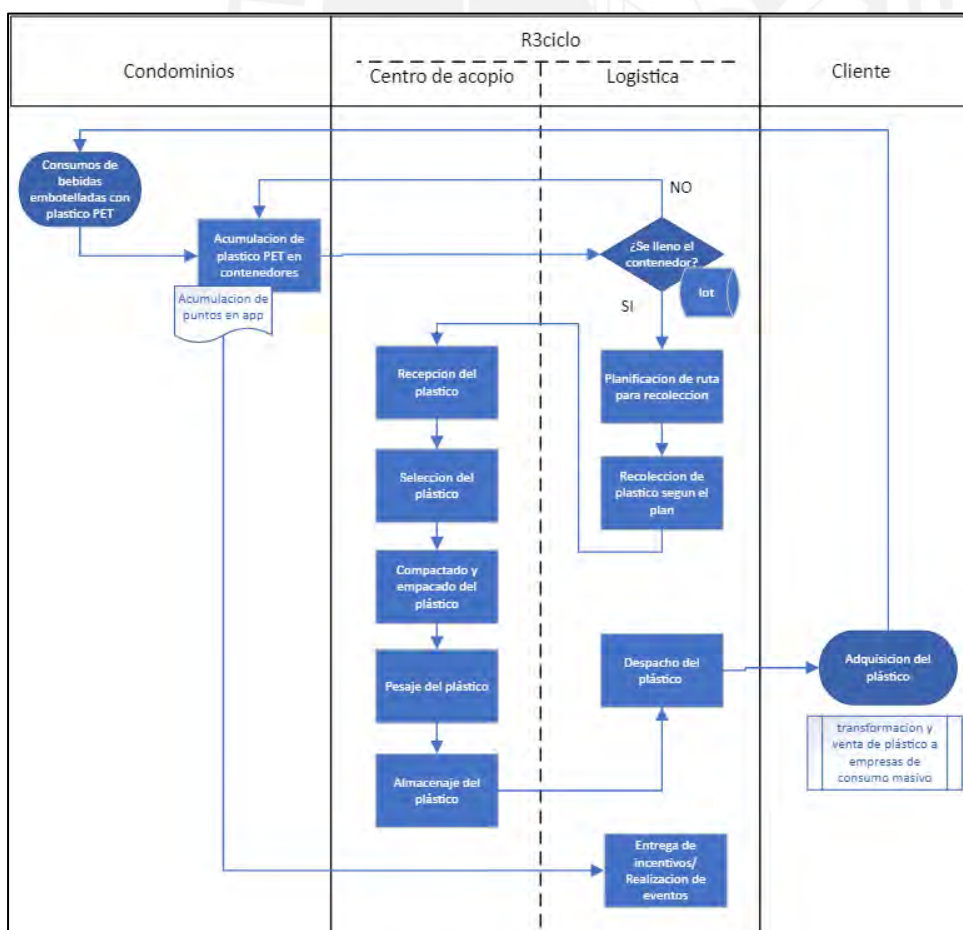 R3ciclo
Condominios
Centro de acopio
Logistica
Cliente
Consumos de
bebidas
embotelladas con
plastico PET
NO
Acumulacion de
plastico PET en
contenedores
¿Se lleno el
contenedor?
Iot
Acumulacion de
puntos en app
SI
Recepcion del
plastico
Planificacion de ruta
para recoleccion
Seleccion del
plástico
Recoleccion de
plastico segun el
plan
Compactado y
empacado del
plástico
Pesaje del plástico
Despacho del
plástico
Adquisicion del
plástico
transformacion y
venta de plástico a
empresas de
consumo masivo
Almacenaje del
plástico
Entrega de
incentivos/
Realizacion de
eventos